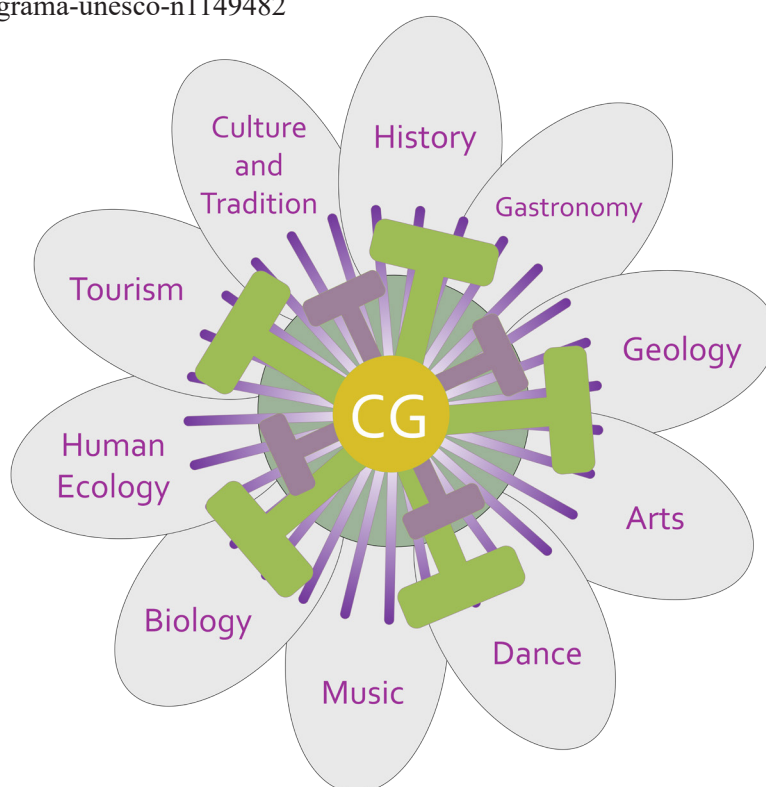 grama-unesco-n1149482
History
Culture
and
Tradition
Gastronomy
Tourism
Geology
CG
Human
Ecology
Arts
Biology
Dance
Music